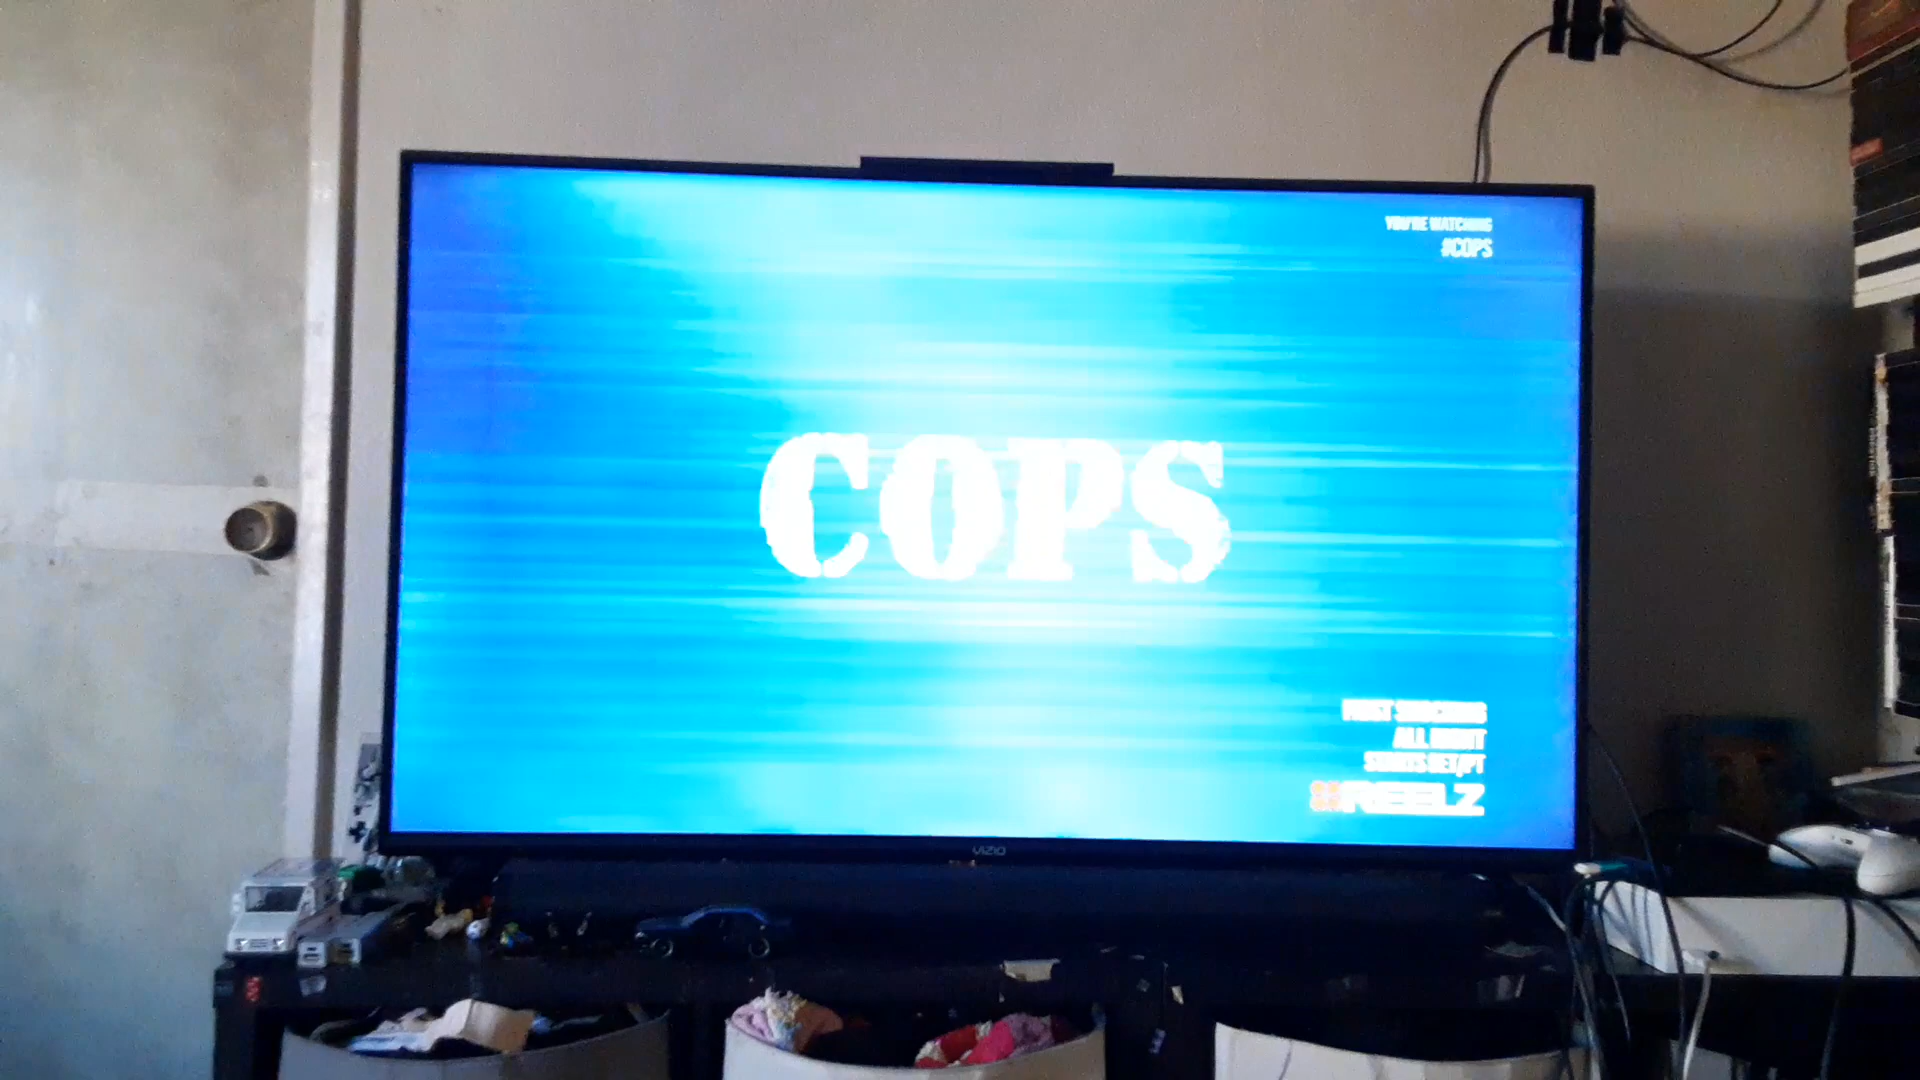 YOU'RE WATCHING
#COPS
COPS
ALL NIGHT
REELZ
VIZIO